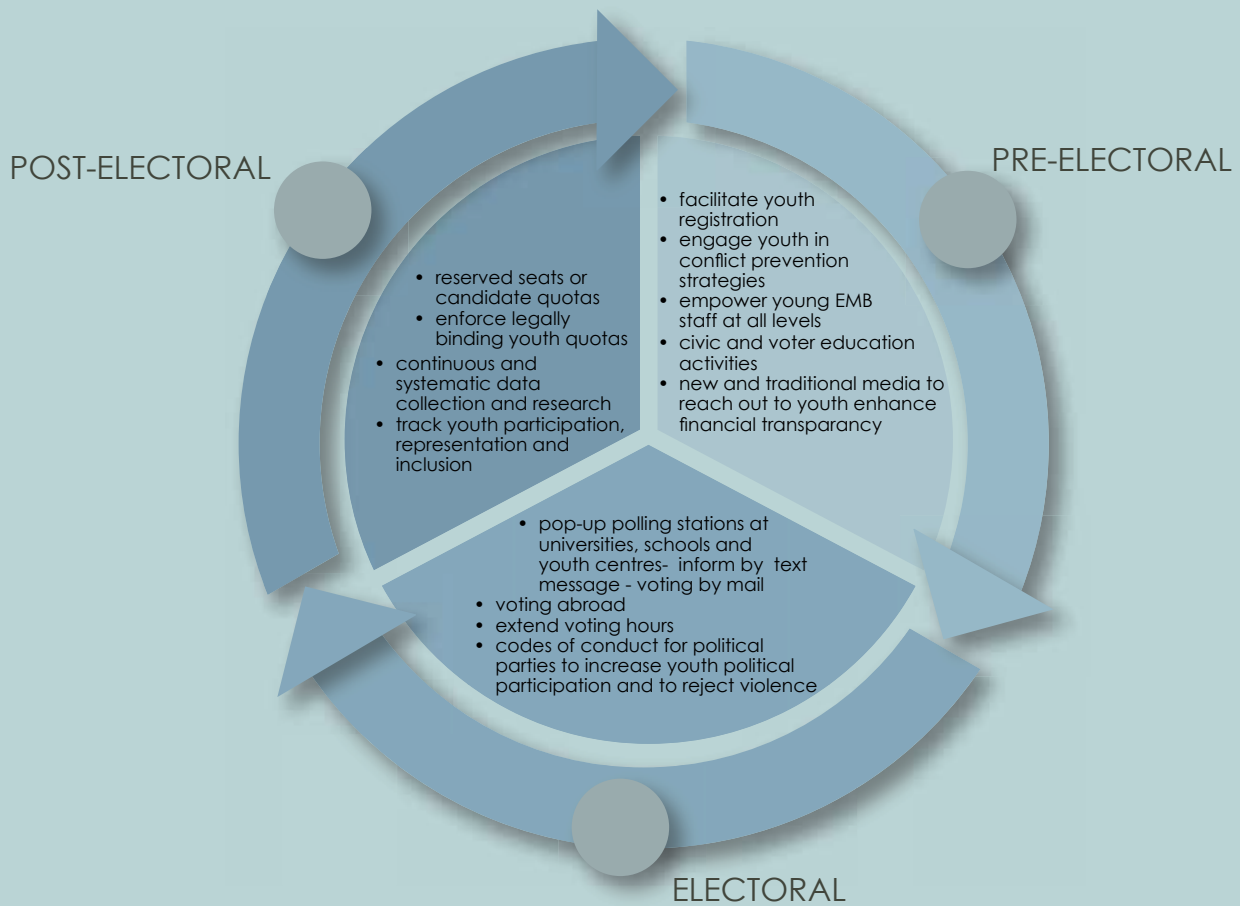 POST-ELECTORAL
PRE-ELECTORAL
• facilitate youth
registration
• engage youth in
conflict prevention
strategies
• empower young EMB
staff at all levels
• civic and voter education
activities
• new and traditional media to
reach out to youth enhance
financial transparancy
• reserved seats or
candidate quotas
• enforce legally
binding youth quotas
• continuous and
systematic data
collection and research
• track youth participation,
representation and
inclusion
• pop-up polling stations at
universities, schools and
youth centres- inform by text
message - voting by mail
• voting abroad
• extend voting hours
• codes of conduct for political
parties to increase youth political
participation and to reject violence
ELECTORAL